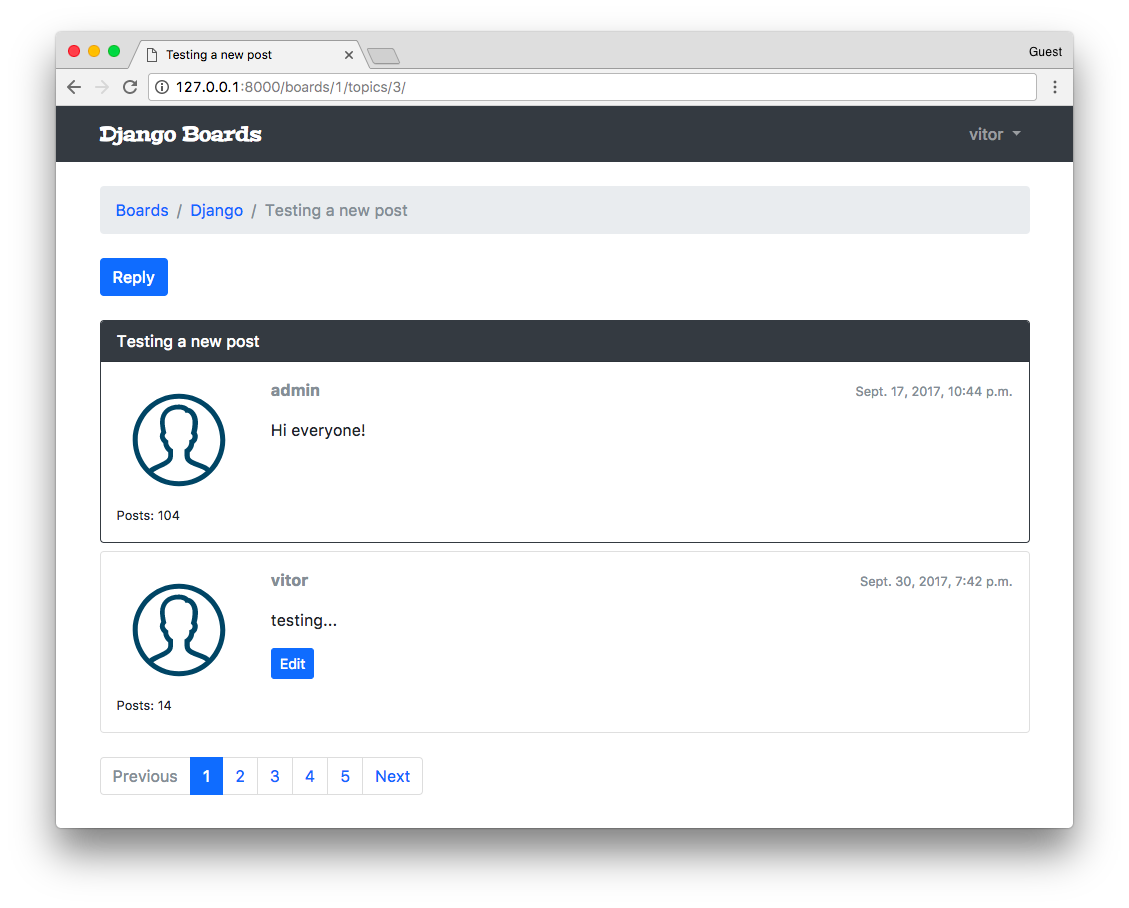 Testing a new post
Guest
127.0.0.1:8000/boards/1/topics/3/
Django Boards
vitor
Boards / Django / Testing a new post
Reply
Testing a new post
admin
Sept. 17, 2017, 10:44 p.m.
Hi everyone!
Posts: 104
vitor
Sept. 30, 2017, 7:42 p.m.
testing...
Edit
Posts: 14
Previous 1 2 3 4 5 Next